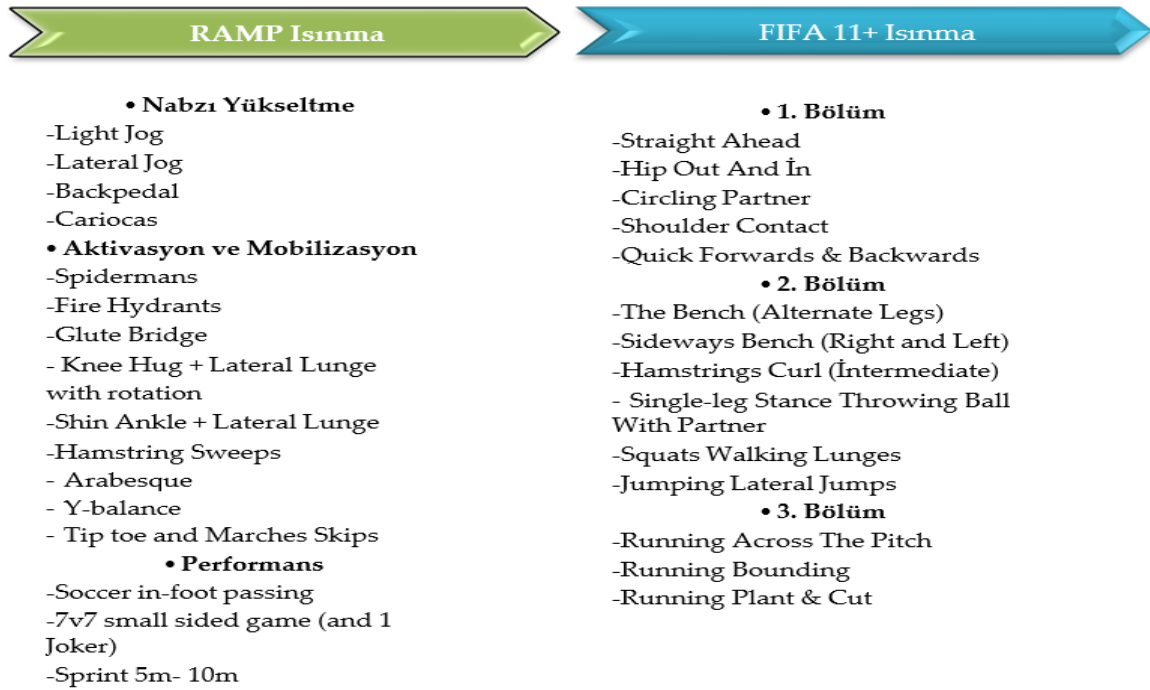 RAMP Isınma
• Nabzı Yükseltme
-Light Jog
-Lateral Jog
-Backpedal
-Cariocas
• Aktivasyon ve Mobilizasyon
-Spidermans
-Fire Hydrants
-Glute Bridge
- Knee Hug + Lateral Lunge
with rotation
-Shin Ankle + Lateral Lunge
-Hamstring Sweeps
- Arabesque
- Y-balance
- Tip toe and Marches Skips
• Performans
-Soccer in-foot passing
-7v7 small sided game (and 1
Joker)
-Sprint 5m- 10m
FIFA 11+ Isınma
• 1. Bölüm
-Straight Ahead
-Hip Out And İn
-Circling Partner
-Shoulder Contact
-Quick Forwards & Backwards
• 2. Bölüm
-The Bench (Alternate Legs)
-Sideways Bench (Right and Left)
-Hamstrings Curl (İntermediate)
- Single-leg Stance Throwing Ball
With Partner
-Squats Walking Lunges
-Jumping Lateral Jumps
• 3. Bölüm
-Running Across The Pitch
-Running Bounding
-Running Plant & Cut